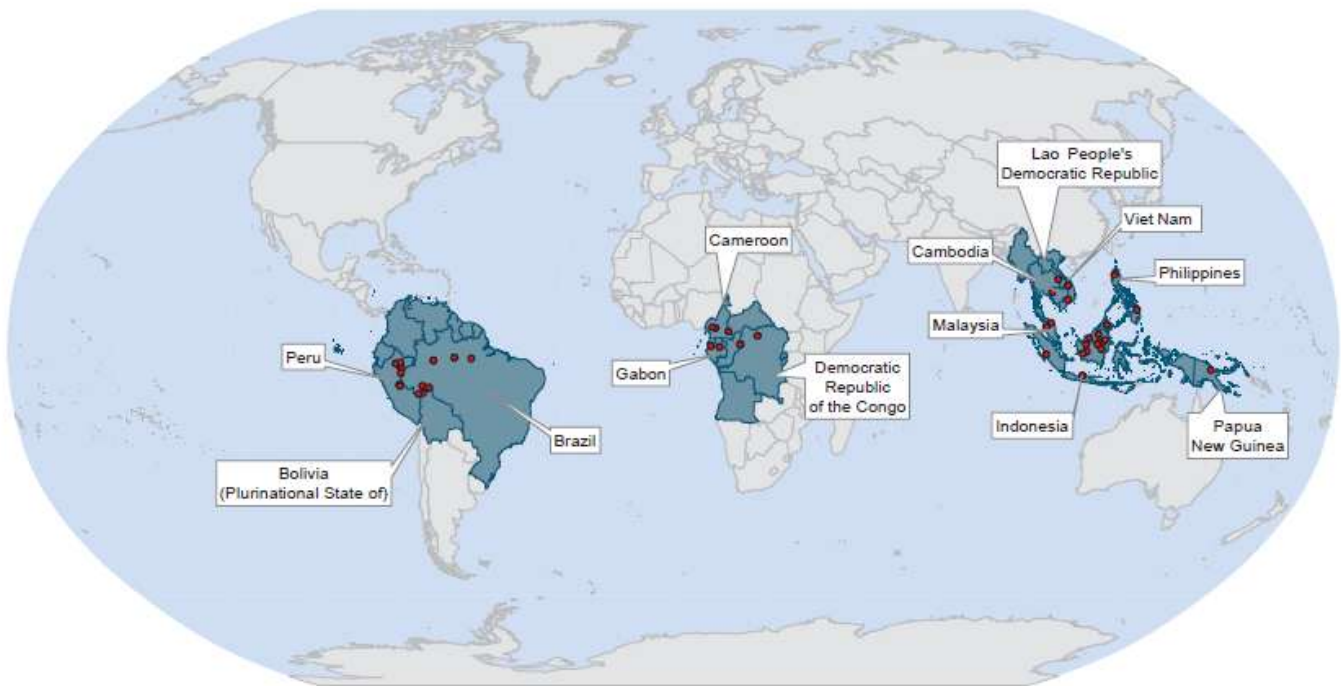 Lao People's
Democratic Republic
Viet Nam
Cameroon
Cambodia
Philippines
Malaysia
Peru
Gabon
Democratic
Republic
of the Congo
Indonesia
Papua
New Guinea
Brazil
Bolivia
(Plurinational State of)